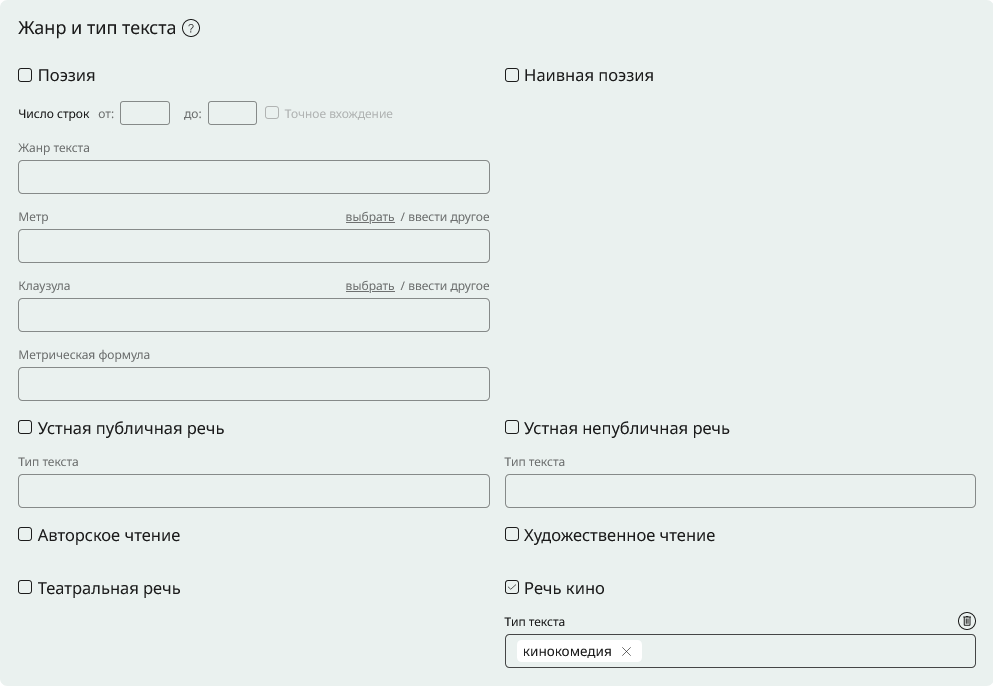 Жанр и тип текста ?
Поэзия
Наивная поэзия
Число строк от: до: Точное вхождение
Жанр текста
Метр выбрать / ввести другое
Клаузула выбрать / ввести другое
Метрическая формула
Устная публичная речь
Устная непубличная речь
Тип текста
Тип текста
Авторское чтение
Художественное чтение
Театральная речь
Речь кино
Тип текста
кинокомедия